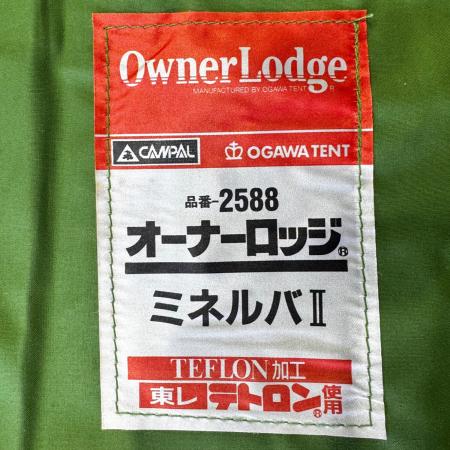 OwnerLodge
MANUFACTURED BY OGAWA TENT ®
CAMPAL OGAWA TENT
品番-2588
オーナーロッジ®
ミネルバⅡ
TEFLON加工
東レテトロン®使用